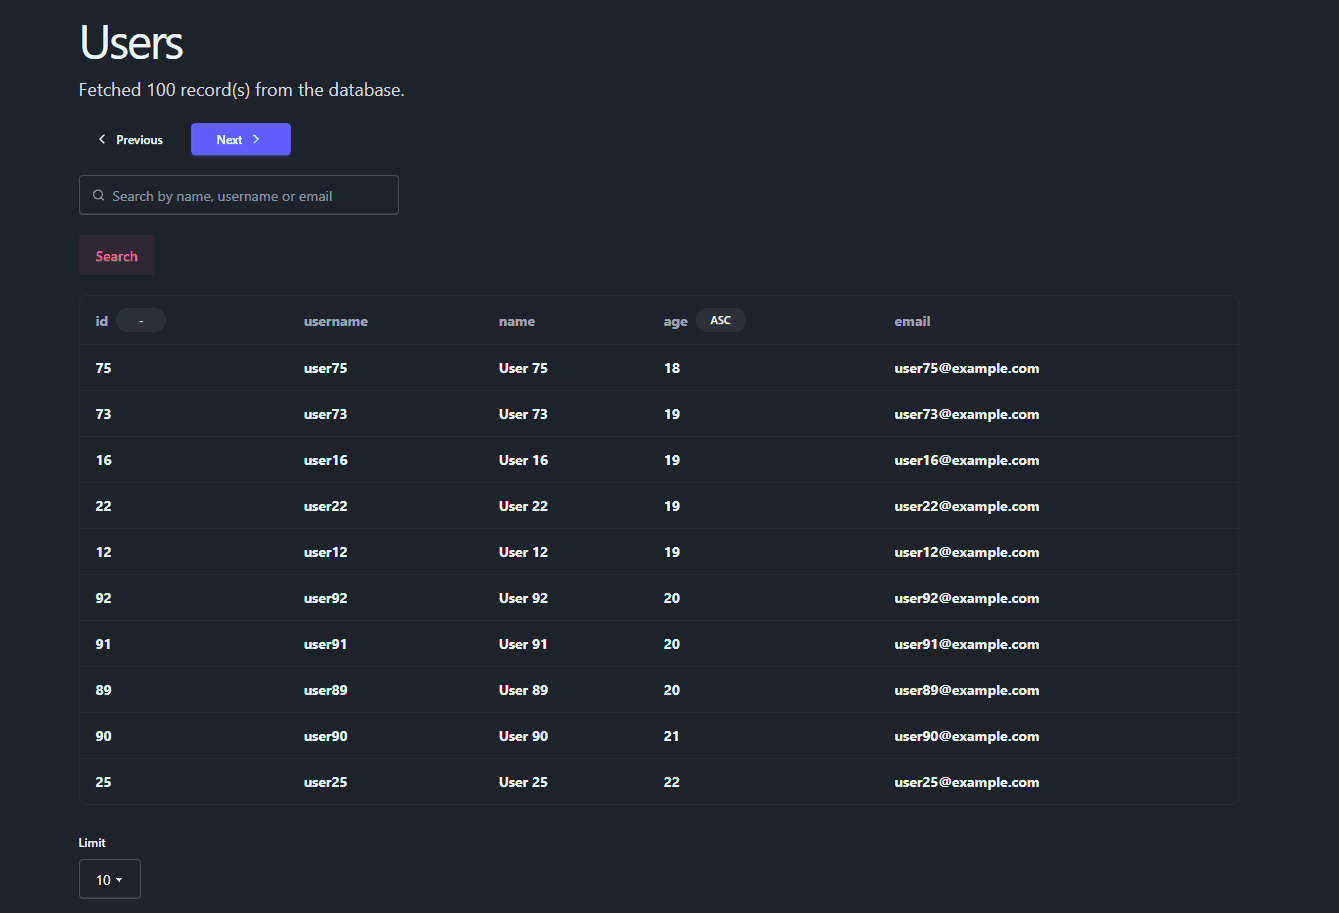 Users
Fetched 100 record(s) from the database.
Previous Next
Search by name, username or email
Search
id - username name age ASC email
75 user75 User 75 18 user75@example.com
73 user73 User 73 19 user73@example.com
16 user16 User 16 19 user16@example.com
22 user22 User 22 19 user22@example.com
12 user12 User 12 19 user12@example.com
92 user92 User 92 20 user92@example.com
91 user91 User 91 20 user91@example.com
89 user89 User 89 20 user89@example.com
90 user90 User 90 21 user90@example.com
25 user25 User 25 22 user25@example.com
Limit
10